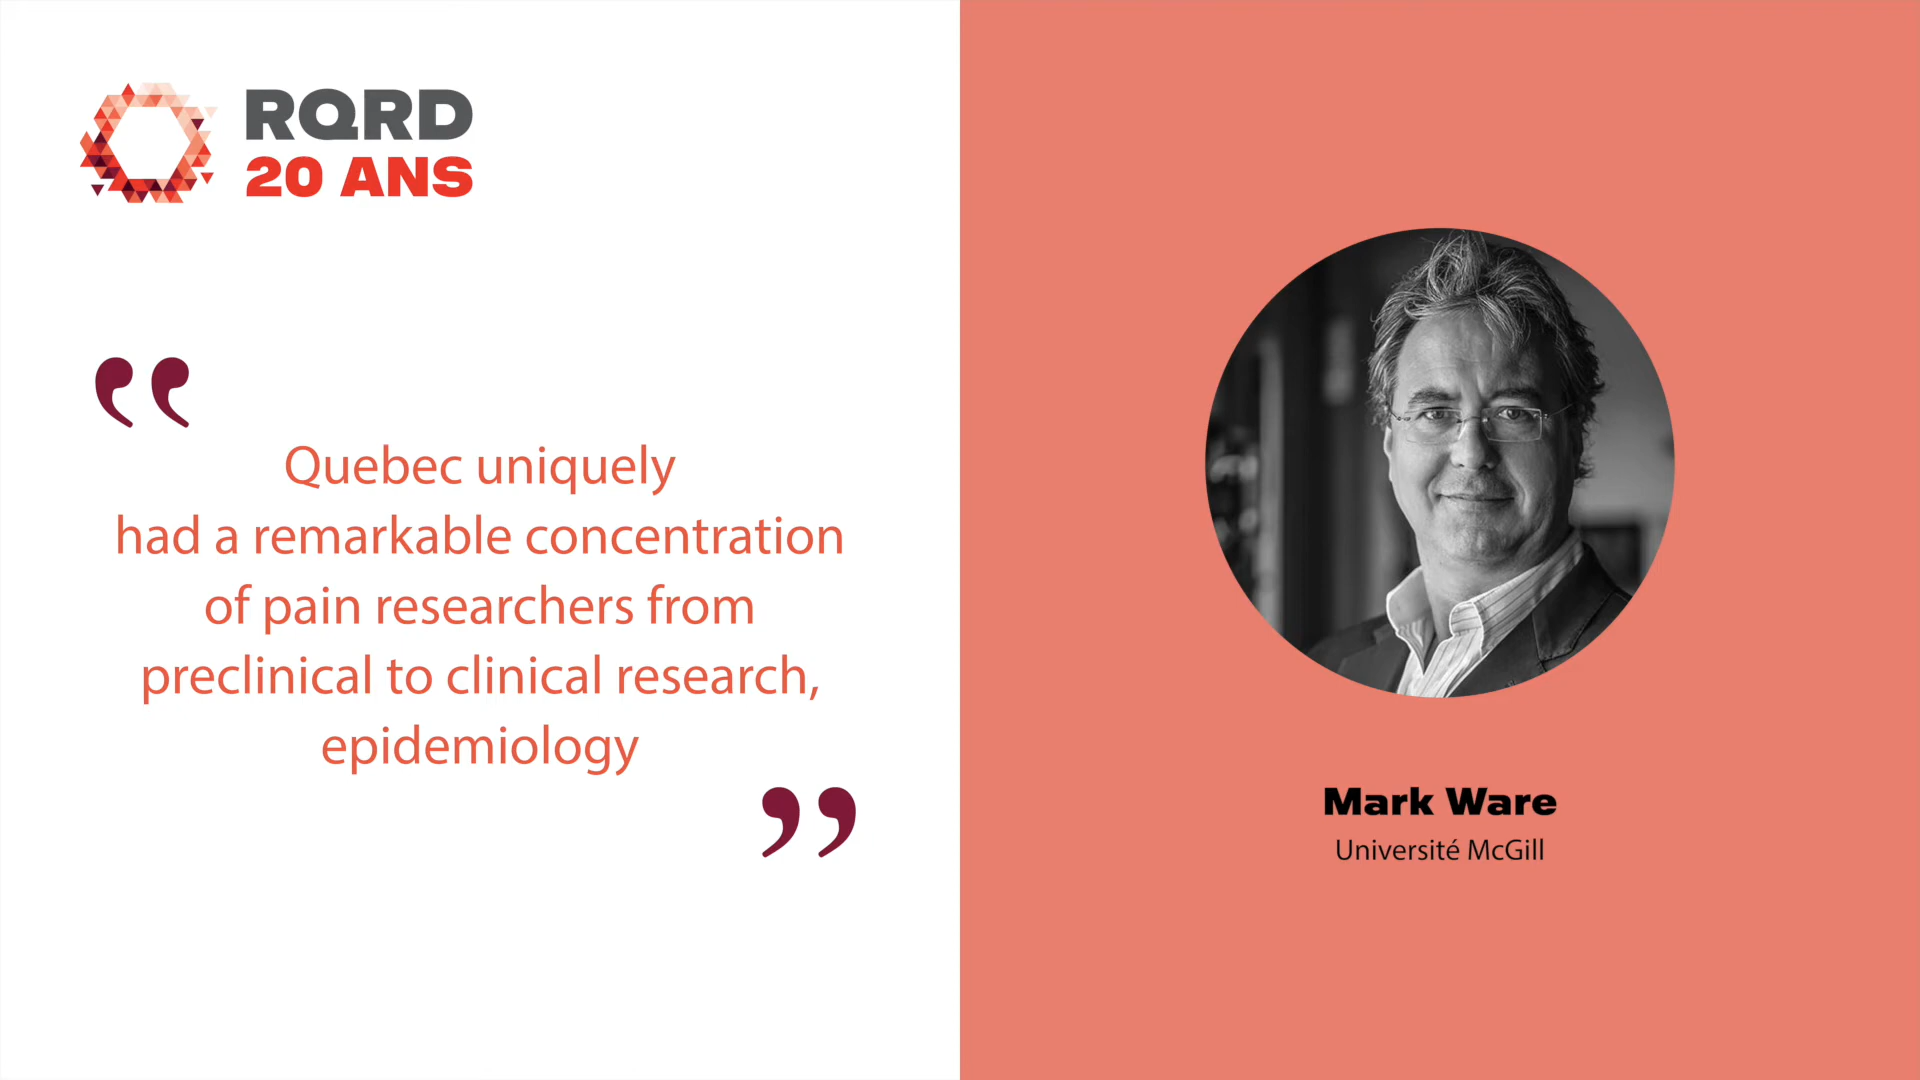 RQRD
20 ANS
“
Quebec uniquely
had a remarkable concentration
of pain researchers from
preclinical to clinical research,
epidemiology
”
Mark Ware
Université McGill